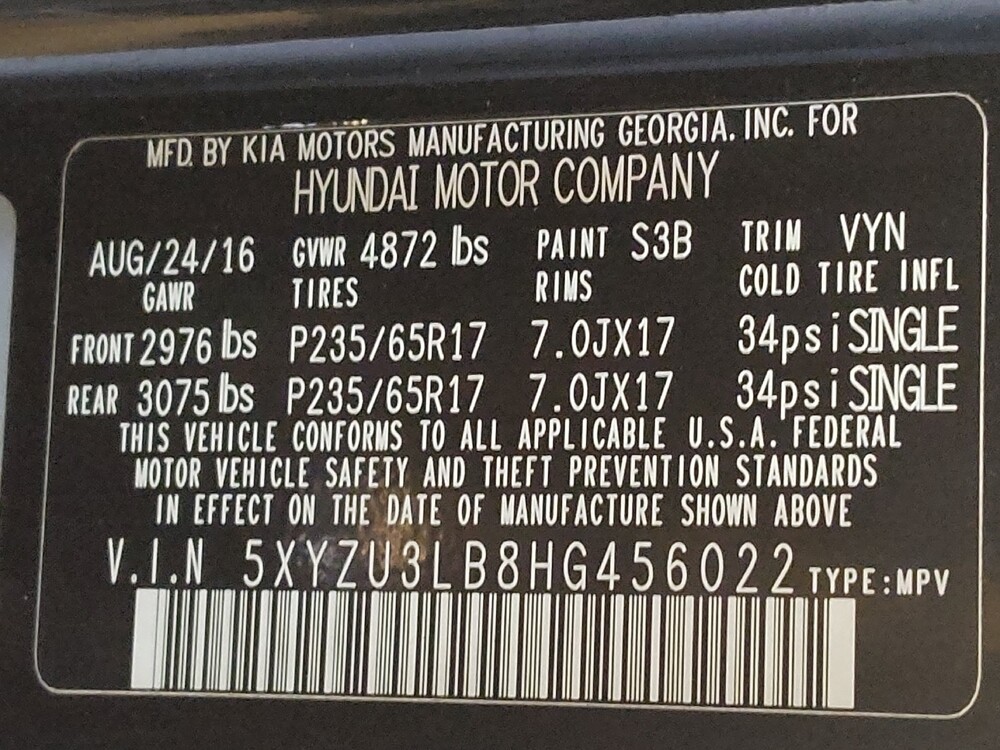 MFD. BY KIA MOTORS MANUFACTURING GEORGIA. INC. FOR
HYUNDAI MOTOR COMPANY
AUG/24/16 GVWR 4872 lbs PAINT S3B TRIM VYN
GAWR TIRES RIMS COLD TIRE INFL
FRONT 2976 lbs P235/65R17 7.0JX17 34psi SINGLE
REAR 3075 lbs P235/65R17 7.0JX17 34psi SINGLE
THIS VEHICLE CONFORMS TO ALL APPLICABLE U.S.A. FEDERAL
MOTOR VEHICLE SAFETY AND THEFT PREVENTION STANDARDS
IN EFFECT ON THE DATE OF MANUFACTURE SHOWN ABOVE
V.I.N 5XYZU3LB8HG456022 TYPE:MPV